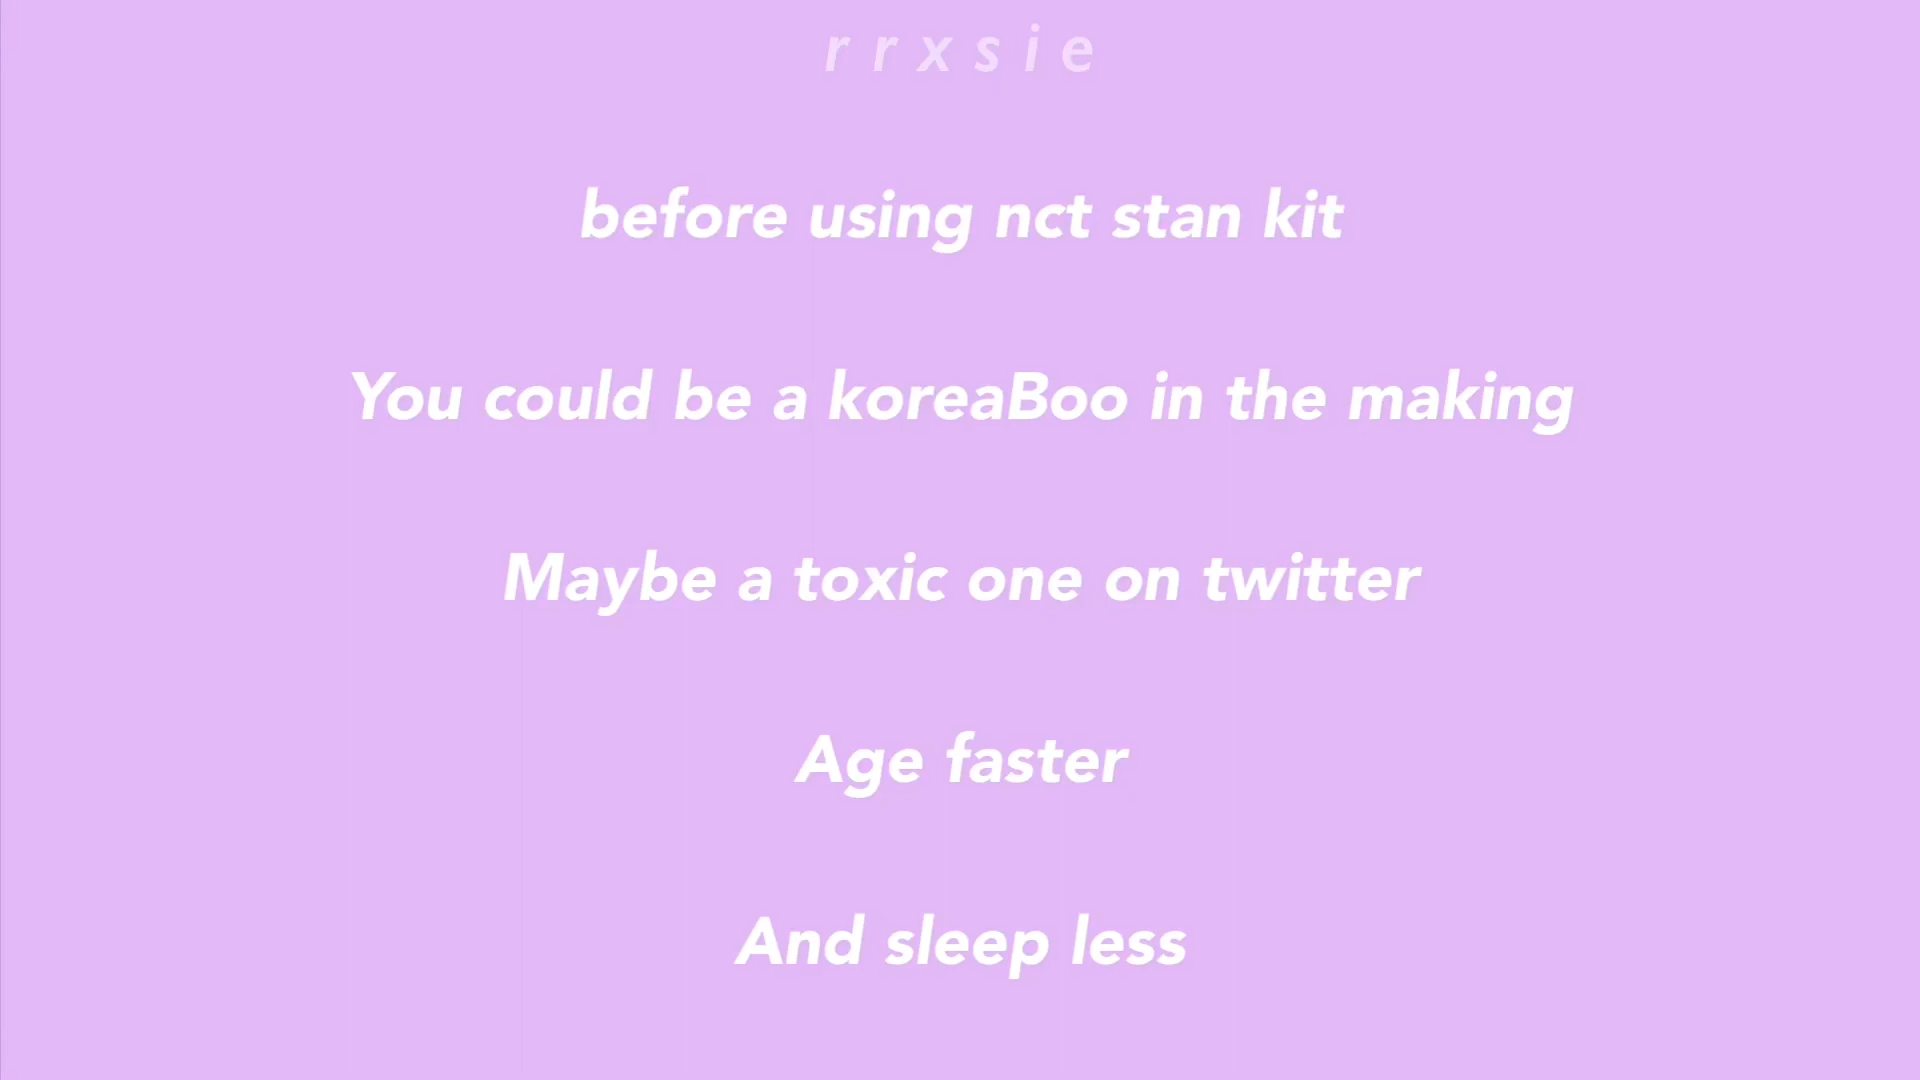 rrxsie
before using nct stan kit
You could be a koreaBoo in the making
Maybe a toxic one on twitter
Age faster
And sleep less